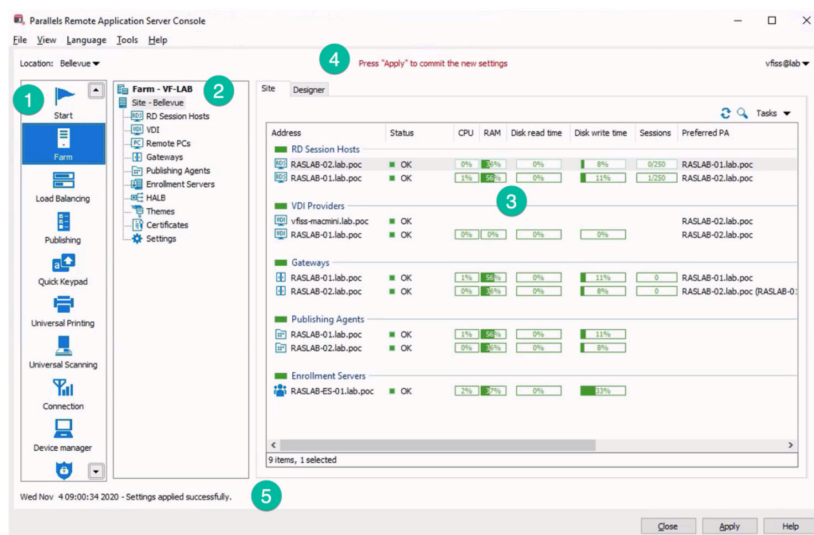 Parallels Remote Application Server Console
File View Language Tools Help
Location: Bellevue
4
Press "Apply" to commit the new settings
vfiss@lab
1
Start
Farm
Load Balancing
Publishing
Quick Keypad
Universal Printing
Universal Scanning
Connection
Device manager
2
Farm - VF-LAB
Site - Bellevue
RD Session Hosts
VDI
Remote PCs
Gateways
Publishing Agents
Enrollment Servers
HALB
Themes
Certificates
Settings
Site Designer
Tasks
Address Status CPU RAM Disk read time Disk write time Sessions Preferred PA
RD Session Hosts
RASLAB-02.lab.poc OK 0% 0% 8% 0/250 RASLAB-01.lab.poc
RASLAB-01.lab.poc OK 1% 56% 0% 11% 1/250 RASLAB-02.lab.poc
3
VDI Providers
vfiss-macmini.lab.poc OK RASLAB-02.lab.poc
RASLAB-01.lab.poc OK 0% 0% 0% 0% RASLAB-02.lab.poc
Gateways
RASLAB-01.lab.poc OK 1% 56% 0% 11% 0 RASLAB-01.lab.poc
RASLAB-02.lab.poc OK 0% 0% 8% 0 RASLAB-02.lab.poc (RASLAB-0
Publishing Agents
RASLAB-01.lab.poc OK 1% 56% 0% 11%
RASLAB-02.lab.poc OK 0% 0% 8%
Enrollment Servers
RASLAB-ES-01.lab.poc OK 2% 0% 33%
9 items, 1 selected
Wed Nov 4 09:00:34 2020 - Settings applied successfully.
5
Close Apply Help